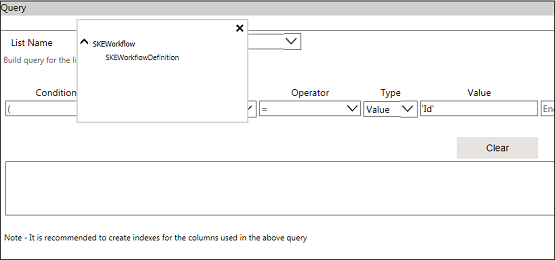 Query
List Name
SKEWorkflow
SKEWorkflowDefinition
Build query for the li
Condition Operator Type Value
( = Value 'Id' En
Clear
Note - It is recommended to create indexes for the columns used in the above query